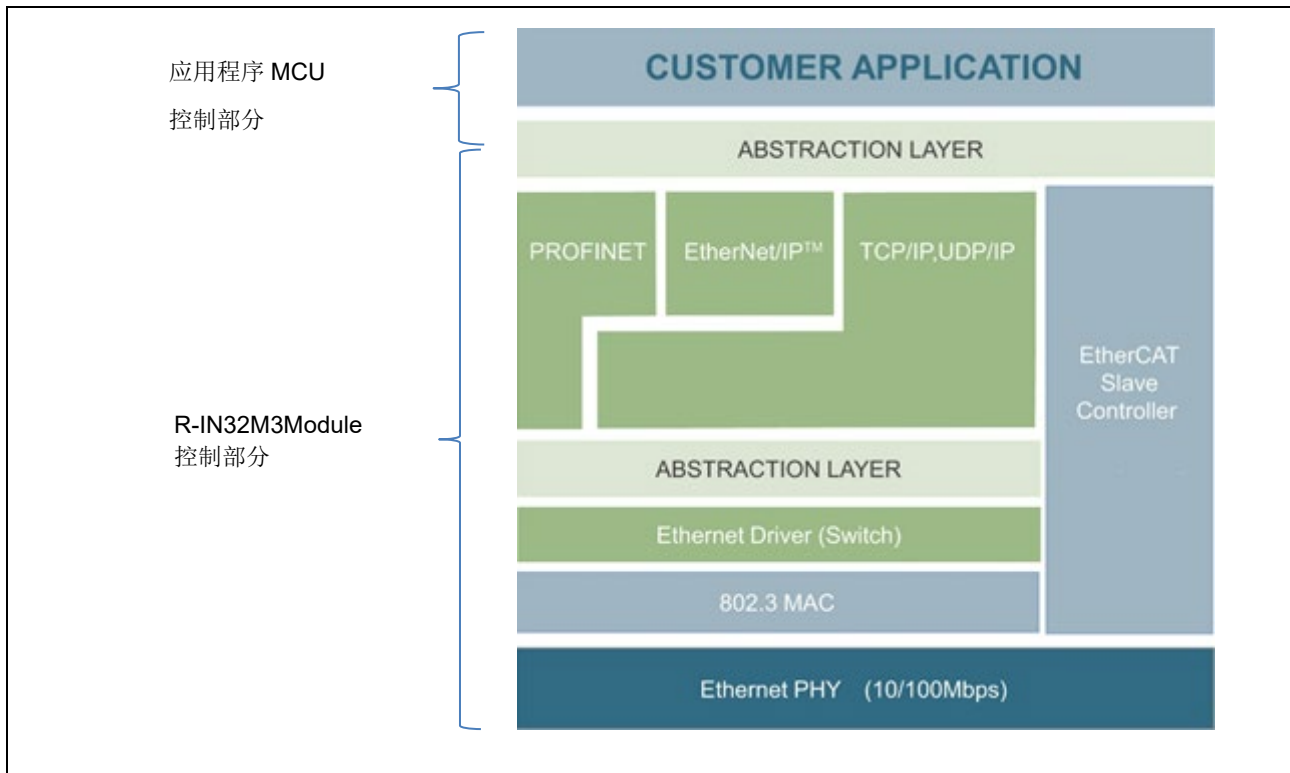 应用程序 MCU
控制部分
CUSTOMER APPLICATION
ABSTRACTION LAYER
PROFINET
EtherNet/IP™
TCP/IP,UDP/IP
EtherCAT
Slave
Controller
R-IN32M3Module
控制部分
ABSTRACTION LAYER
Ethernet Driver (Switch)
802.3 MAC
Ethernet PHY (10/100Mbps)